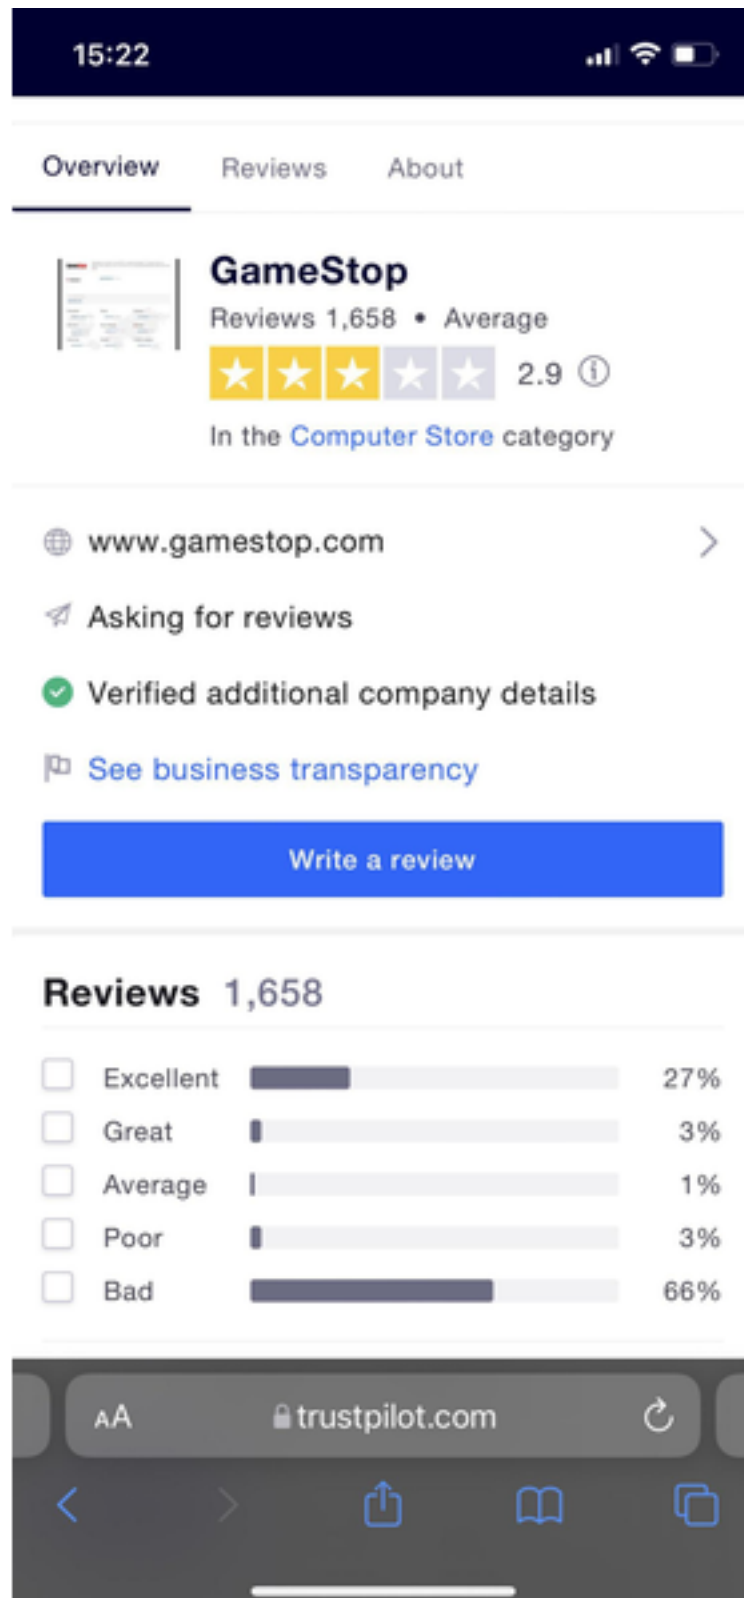 15:22
Overview Reviews About
GameStop
Reviews 1,658 • Average
2.9
In the Computer Store category
www.gamestop.com
Asking for reviews
Verified additional company details
See business transparency
Write a review
Reviews 1,658
Excellent 27%
Great 3%
Average 1%
Poor 3%
Bad 66%
AA trustpilot.com